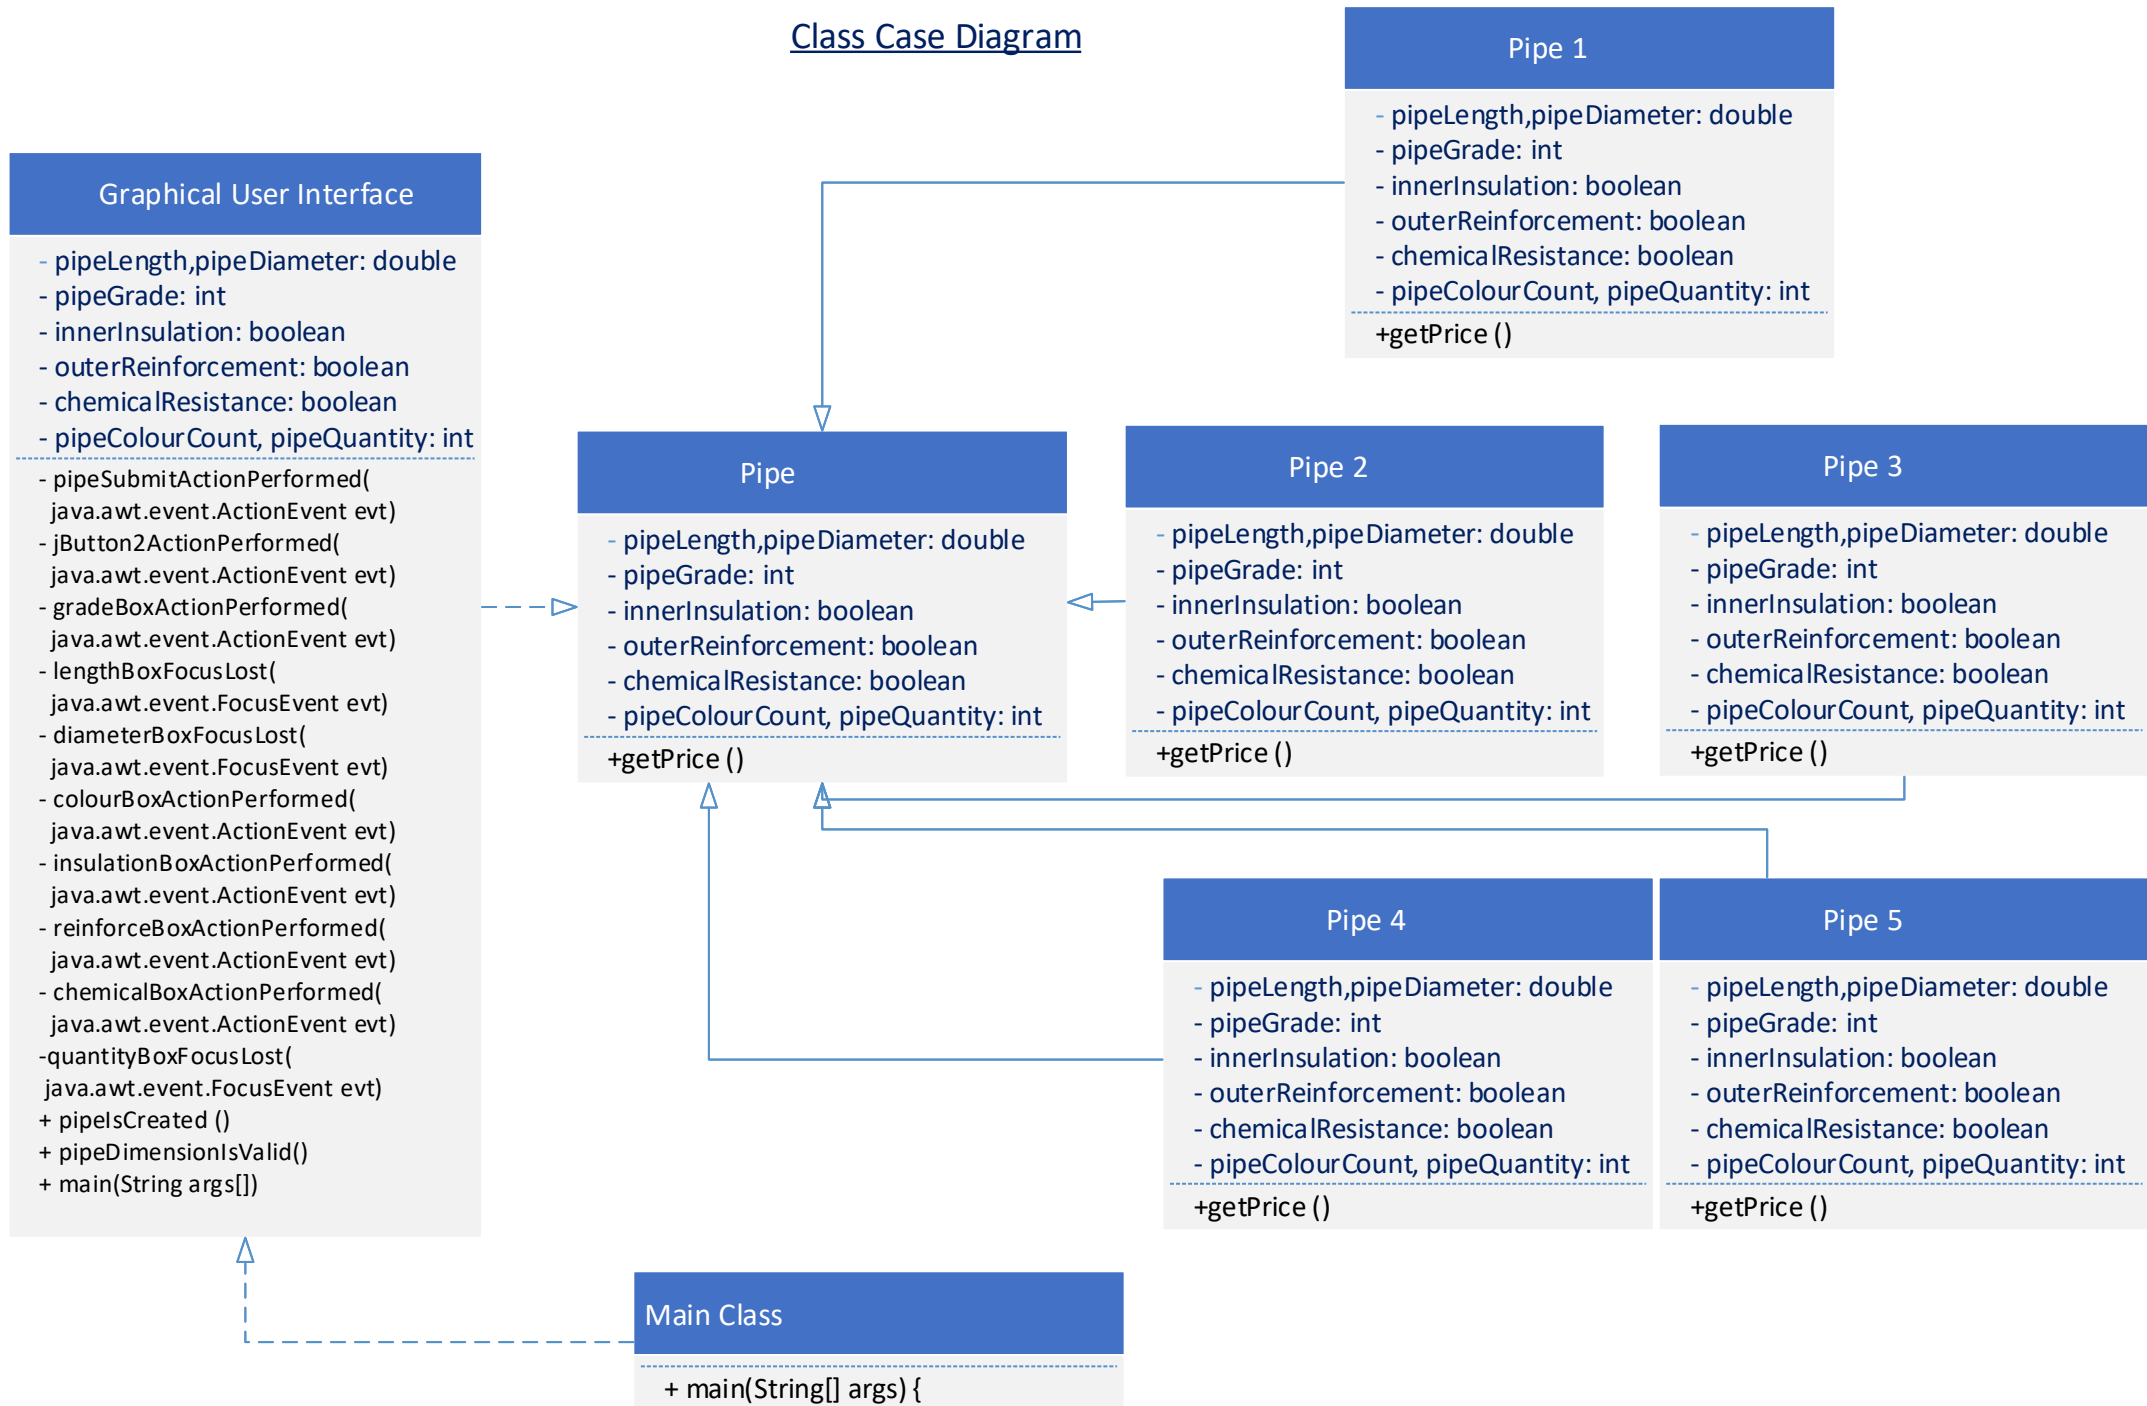 Class Case Diagram
Pipe 1
- pipeLength,pipeDiameter: double
- pipeGrade: int
- innerInsulation: boolean
- outerReinforcement: boolean
- chemicalResistance: boolean
- pipeColourCount, pipeQuantity: int
+getPrice ()
Graphical User Interface
- pipeLength,pipeDiameter: double
- pipeGrade: int
- innerInsulation: boolean
- outerReinforcement: boolean
- chemicalResistance: boolean
- pipeColourCount, pipeQuantity: int
- pipeSubmitActionPerformed(
java.awt.event.ActionEvent evt)
- jButton2ActionPerformed(
java.awt.event.ActionEvent evt)
- gradeBoxActionPerformed(
java.awt.event.ActionEvent evt)
- lengthBoxFocusLost(
java.awt.event.FocusEvent evt)
- diameterBoxFocusLost(
java.awt.event.FocusEvent evt)
- colourBoxActionPerformed(
java.awt.event.ActionEvent evt)
- insulationBoxActionPerformed(
java.awt.event.ActionEvent evt)
- reinforceBoxActionPerformed(
java.awt.event.ActionEvent evt)
- chemicalBoxActionPerformed(
java.awt.event.ActionEvent evt)
-quantityBoxFocusLost(
java.awt.event.FocusEvent evt)
+ pipeIsCreated ()
+ pipeDimensionIsValid()
+ main(String args[])
Pipe
- pipeLength,pipeDiameter: double
- pipeGrade: int
- innerInsulation: boolean
- outerReinforcement: boolean
- chemicalResistance: boolean
- pipeColourCount, pipeQuantity: int
+getPrice ()
Pipe 2
- pipeLength,pipeDiameter: double
- pipeGrade: int
- innerInsulation: boolean
- outerReinforcement: boolean
- chemicalResistance: boolean
- pipeColourCount, pipeQuantity: int
+getPrice ()
Pipe 3
- pipeLength,pipeDiameter: double
- pipeGrade: int
- innerInsulation: boolean
- outerReinforcement: boolean
- chemicalResistance: boolean
- pipeColourCount, pipeQuantity: int
+getPrice ()
Pipe 4
- pipeLength,pipeDiameter: double
- pipeGrade: int
- innerInsulation: boolean
- outerReinforcement: boolean
- chemicalResistance: boolean
- pipeColourCount, pipeQuantity: int
+getPrice ()
Pipe 5
- pipeLength,pipeDiameter: double
- pipeGrade: int
- innerInsulation: boolean
- outerReinforcement: boolean
- chemicalResistance: boolean
- pipeColourCount, pipeQuantity: int
+getPrice ()
Main Class
+ main(String[] args) {